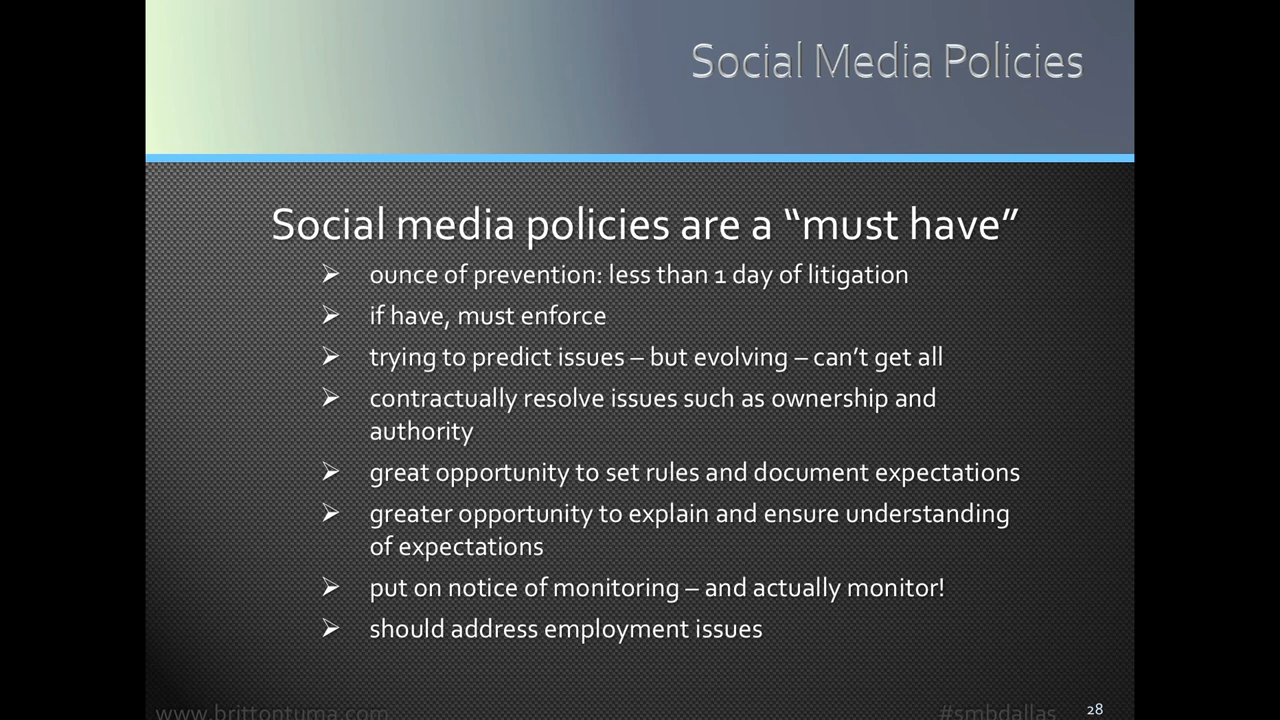 Social Media Policies
Social media policies are a “must have”
➢ ounce of prevention: less than 1 day of litigation
➢ if have, must enforce
➢ trying to predict issues – but evolving – can’t get all
➢ contractually resolve issues such as ownership and
authority
➢ great opportunity to set rules and document expectations
➢ greater opportunity to explain and ensure understanding
of expectations
➢ put on notice of monitoring – and actually monitor!
➢ should address employment issues
www.brittontuma.com
#smbdallas
28